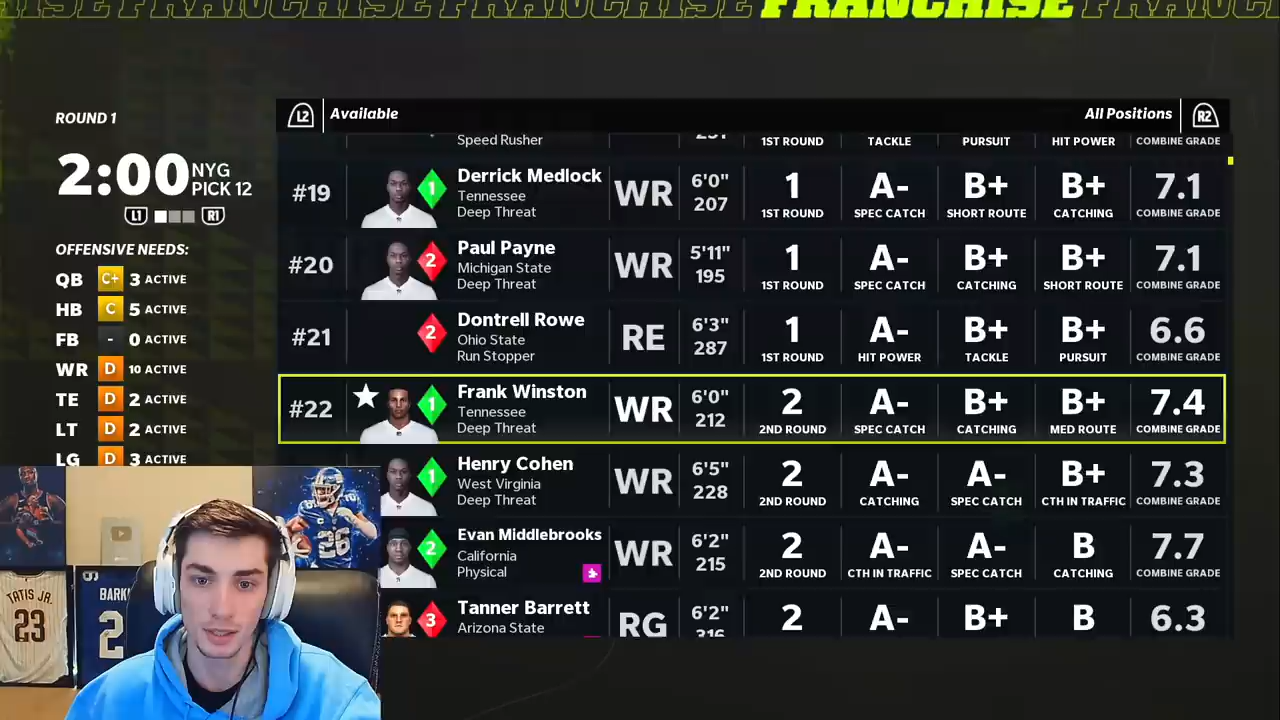 FRANCHISE FRANCHISE FRANCHISE
ROUND 1
2:00 NYG
PICK 12
L1 R1
OFFENSIVE NEEDS:
QB C+ 3 ACTIVE
HB C 5 ACTIVE
FB - 0 ACTIVE
WR D 10 ACTIVE
TE D 2 ACTIVE
LT D 2 ACTIVE
LG D 3 ACTIVE
L2 Available All Positions R2
Speed Rusher 1ST ROUND TACKLE PURSUIT HIT POWER COMBINE GRADE
#19 1 Derrick Medlock WR 6'0" 1 A- B+ B+ 7.1
Tennessee 207
Deep Threat 1ST ROUND SPEC CATCH SHORT ROUTE CATCHING COMBINE GRADE
#20 2 Paul Payne WR 5'11" 1 A- B+ B+ 7.1
Michigan State 195
Deep Threat 1ST ROUND SPEC CATCH CATCHING SHORT ROUTE COMBINE GRADE
#21 2 Dontrell Rowe RE 6'3" 1 A- B+ B+ 6.6
Ohio State 287
Run Stopper 1ST ROUND HIT POWER TACKLE PURSUIT COMBINE GRADE
#22 1 Frank Winston WR 6'0" 2 A- B+ B+ 7.4
Tennessee 212
Deep Threat 2ND ROUND SPEC CATCH CATCHING MED ROUTE COMBINE GRADE
1 Henry Cohen WR 6'5" 2 A- A- B+ 7.3
West Virginia 228
Deep Threat 2ND ROUND CATCHING SPEC CATCH CTH IN TRAFFIC COMBINE GRADE
2 Evan Middlebrooks WR 6'2" 2 A- A- B 7.7
California 215
Physical 2ND ROUND CTH IN TRAFFIC SPEC CATCH CATCHING COMBINE GRADE
3 Tanner Barrett RG 6'2" 2 A- B+ B 6.3
Arizona State 316
TATIS JR.
23
BARK
2
26